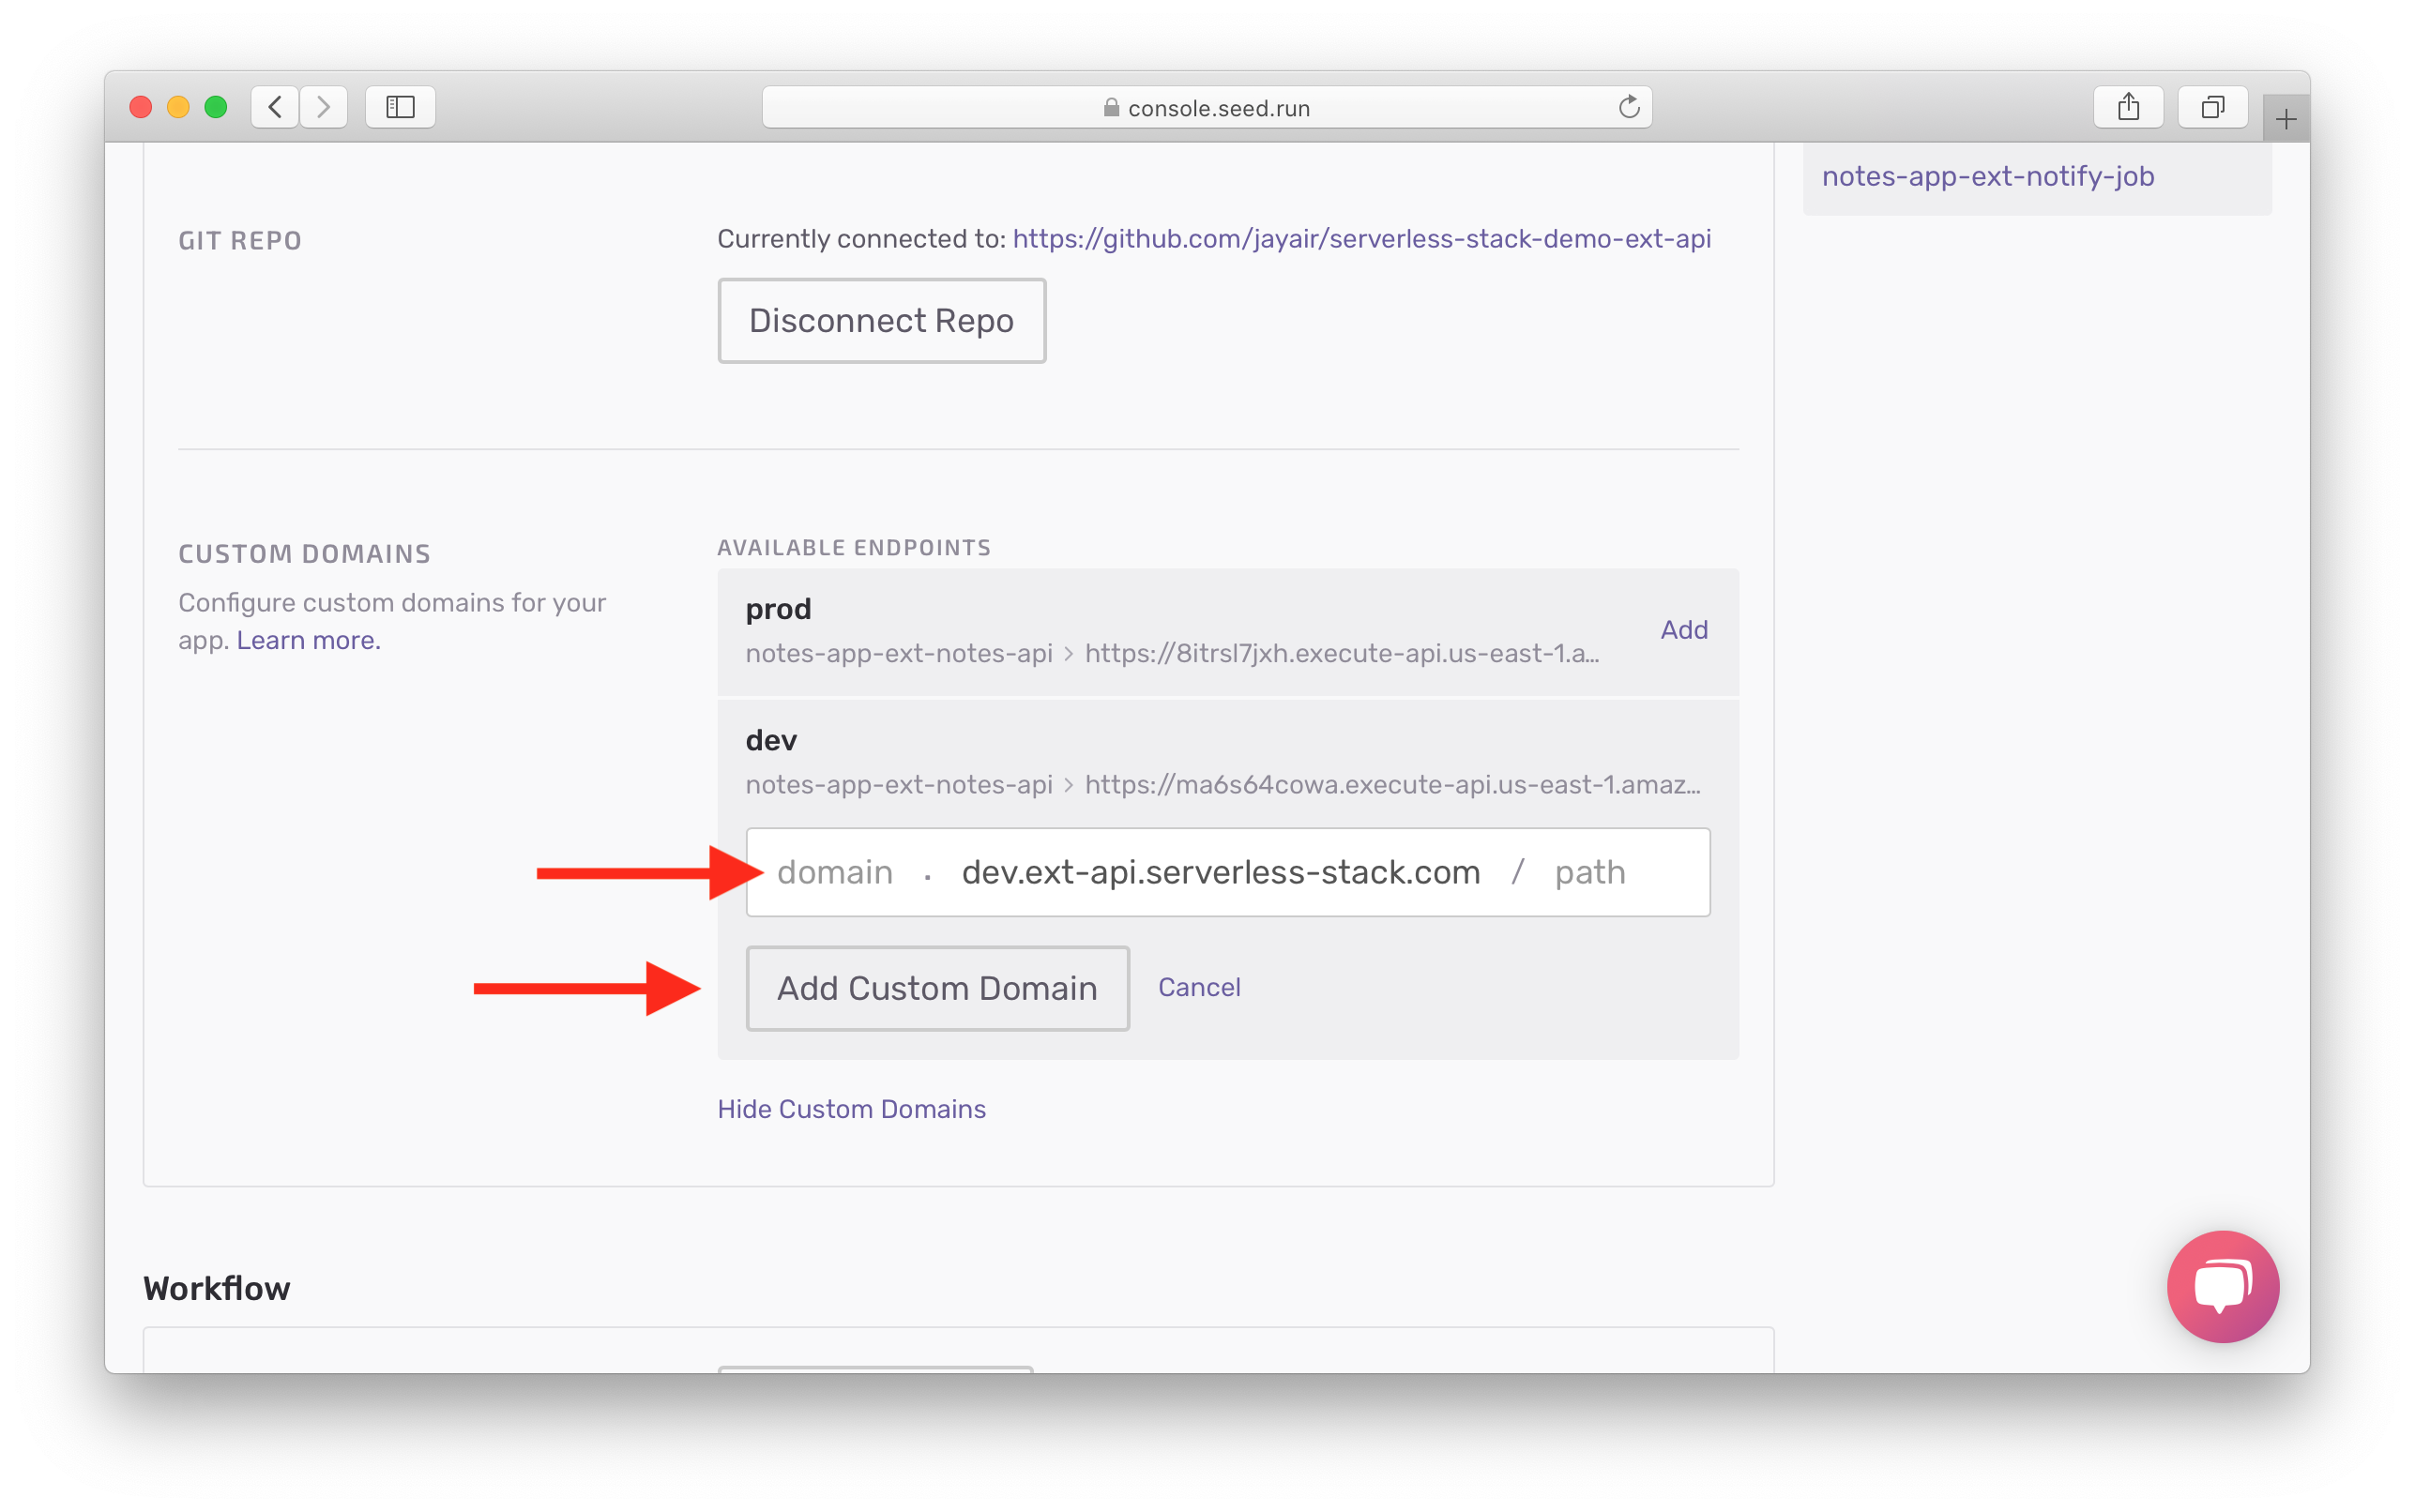 console.seed.run
notes-app-ext-notify-job
GIT REPO
Currently connected to: https://github.com/jayair/serverless-stack-demo-ext-api
Disconnect Repo
CUSTOM DOMAINS
Configure custom domains for your
app. Learn more.
AVAILABLE ENDPOINTS
prod
notes-app-ext-notes-api > https://8itrsl7jxh.execute-api.us-east-1.a...
Add
dev
notes-app-ext-notes-api > https://ma6s64cowa.execute-api.us-east-1.amaz...
domain . dev.ext-api.serverless-stack.com / path
Add Custom Domain
Cancel
Hide Custom Domains
Workflow